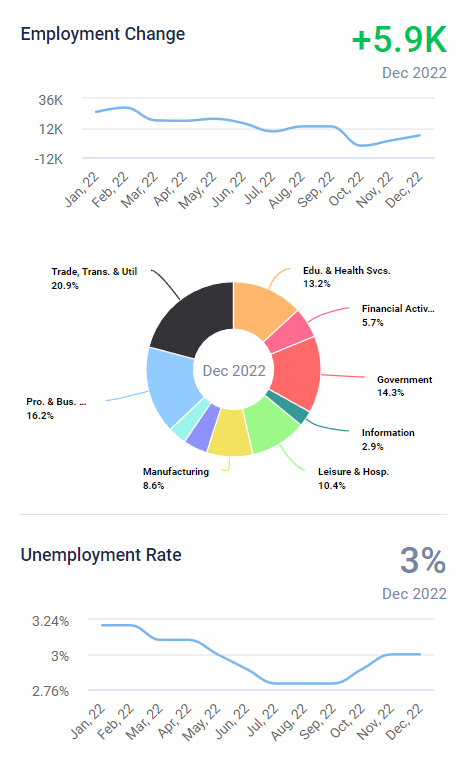 Employment Change
+5.9K
Dec 2022
36K
12K
-12K
Jan, 22
Feb, 22
Mar, 22
Apr, 22
May, 22
Jun, 22
Jul, 22
Aug, 22
Sep, 22
Oct, 22
Nov, 22
Dec, 22
Trade, Trans. & Util
20.9%
Edu. & Health Svcs.
13.2%
Financial Activ...
5.7%
Dec 2022
Government
14.3%
Pro. & Bus. ...
16.2%
Information
2.9%
Manufacturing
8.6%
Leisure & Hosp.
10.4%
Unemployment Rate
3%
Dec 2022
3.24%
3%
2.76%
Jan, 22
Feb, 22
Mar, 22
Apr, 22
May, 22
Jun, 22
Jul, 22
Aug, 22
Sep, 22
Oct, 22
Nov, 22
Dec, 22